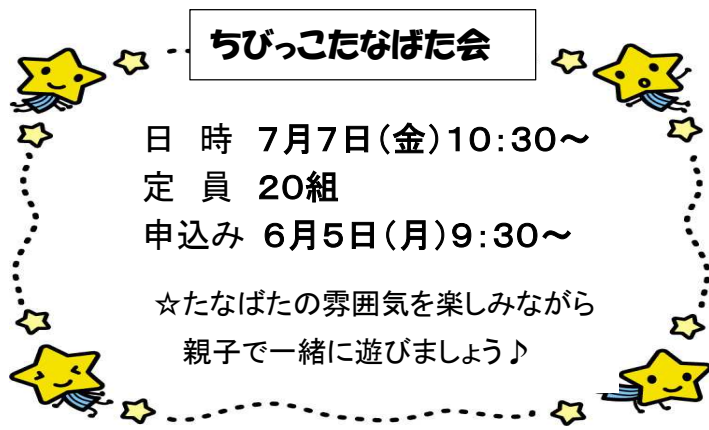 ちびっこたなばた会
日 時 7月7日(金)10:30~
定 員 20組
申込み 6月5日(月)9:30~
☆たなばたの雰囲気を楽しみながら
親子で一緒に遊びましょう♪